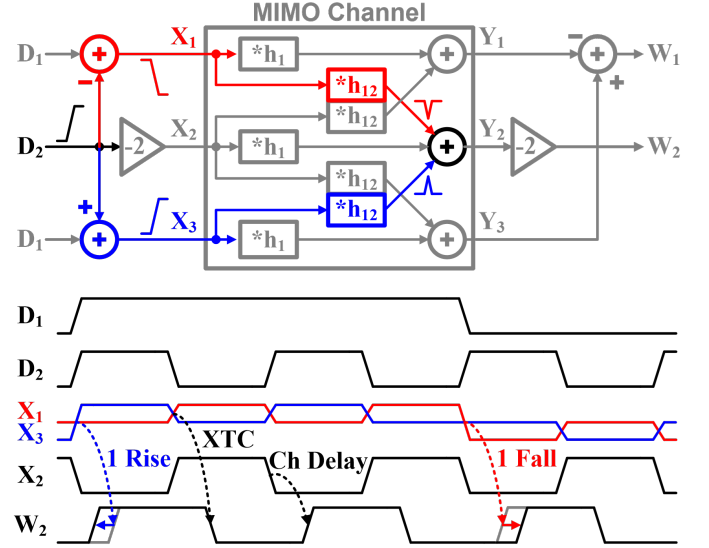 MIMO Channel
D1 + X1 *h1 + Y1 − + W1
− *h12 +
*h12
D2 -2 X2 *h1 + Y2 -2 W2
+ *h12
*h12
D1 + X3 *h1 + Y3
D1
D2
X1
X3
XTC
1 Rise Ch Delay 1 Fall
X2
W2